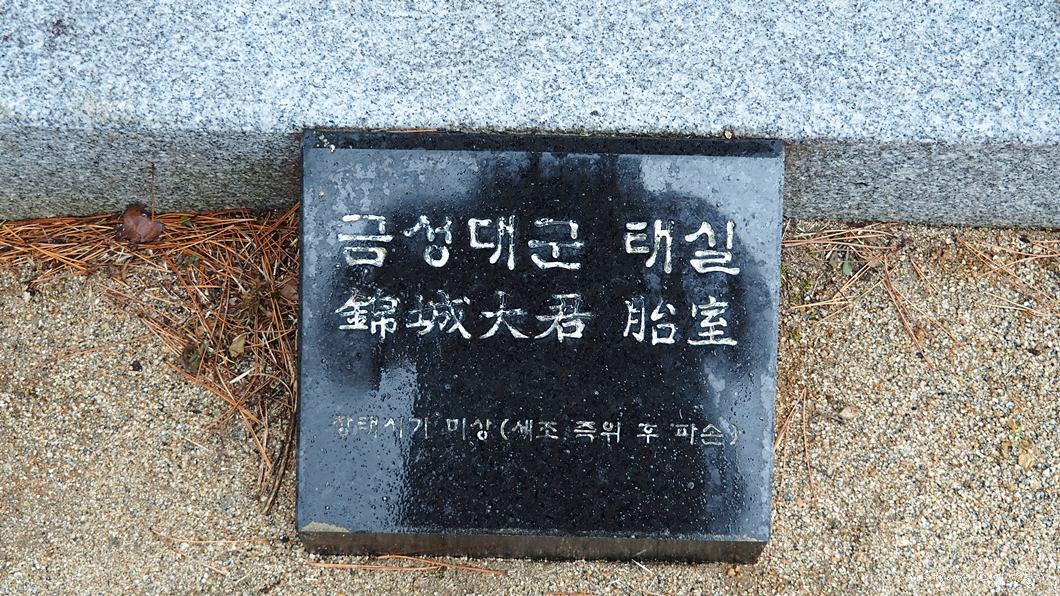 금성대군 태실
錦城大君 胎室
장태시기 미상(세조 즉위 후 파손)